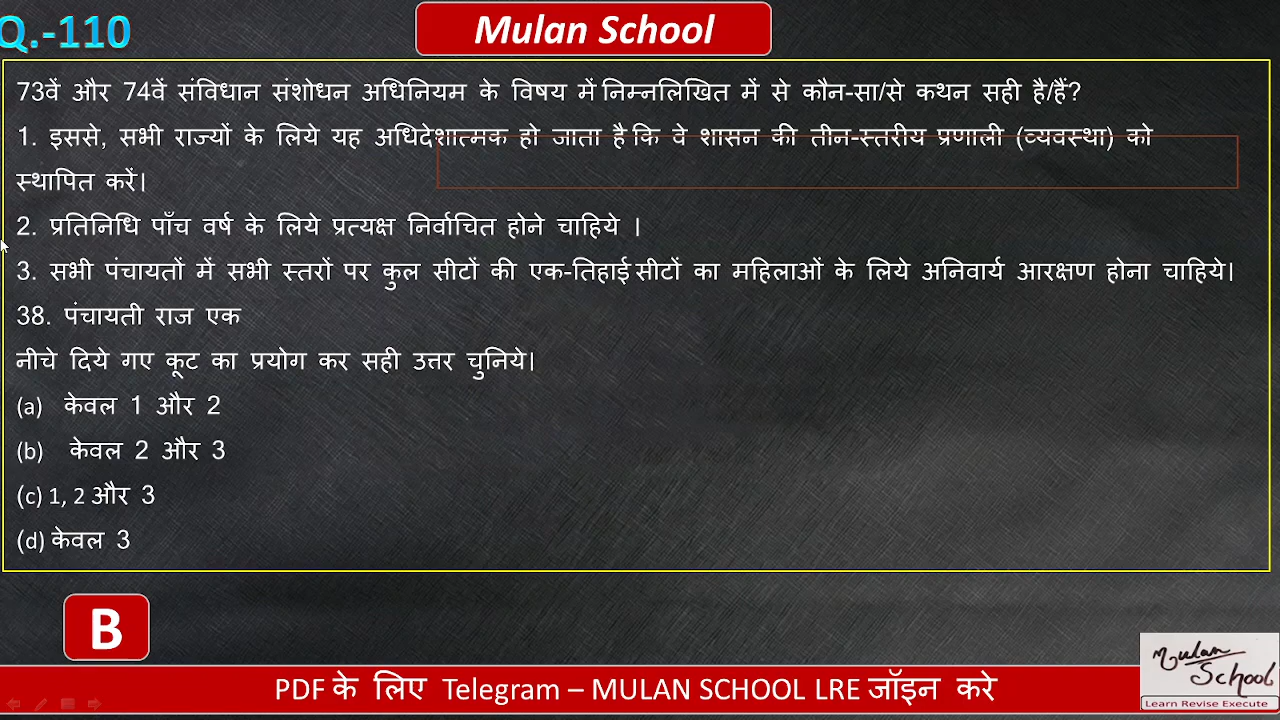 Q.-110
Mulan School
73वें और 74वें संविधान संशोधन अधिनियम के विषय में निम्नलिखित में से कौन-सा/से कथन सही है/हैं?
1. इससे, सभी राज्यों के लिये यह अधिदेशात्मक हो जाता है कि वे शासन की तीन-स्तरीय प्रणाली (व्यवस्था) को
स्थापित करें।
2. प्रतिनिधि पाँच वर्ष के लिये प्रत्यक्ष निर्वाचित होने चाहिये ।
3. सभी पंचायतों में सभी स्तरों पर कुल सीटों की एक-तिहाई सीटों का महिलाओं के लिये अनिवार्य आरक्षण होना चाहिये।
38. पंचायती राज एक
नीचे दिये गए कूट का प्रयोग कर सही उत्तर चुनिये।
(a) केवल 1 और 2
(b) केवल 2 और 3
(c) 1, 2 और 3
(d) केवल 3
B
PDF के लिए Telegram – MULAN SCHOOL LRE जॉइन करे
Mulan
School
Learn Revise Execute